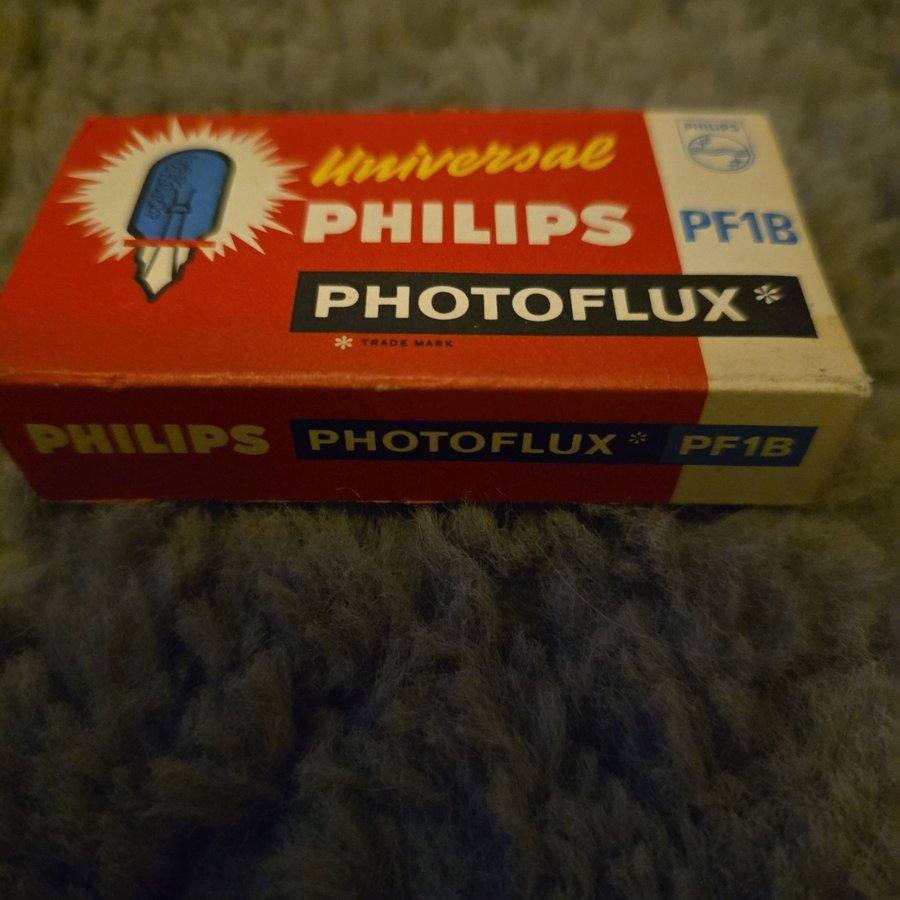 Universal
PHILIPS
PHILIPS
PF1B
PHOTOFLUX*
* TRADE MARK
PHILIPS PHOTOFLUX* PF1B